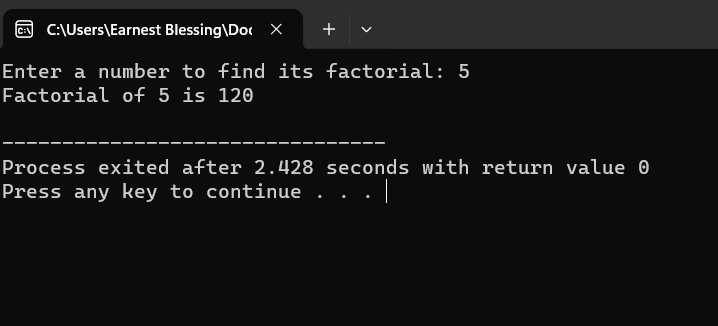 C:\Users\Earnest Blessing\Doc
Enter a number to find its factorial: 5
Factorial of 5 is 120
--------------------------------
Process exited after 2.428 seconds with return value 0
Press any key to continue . . .